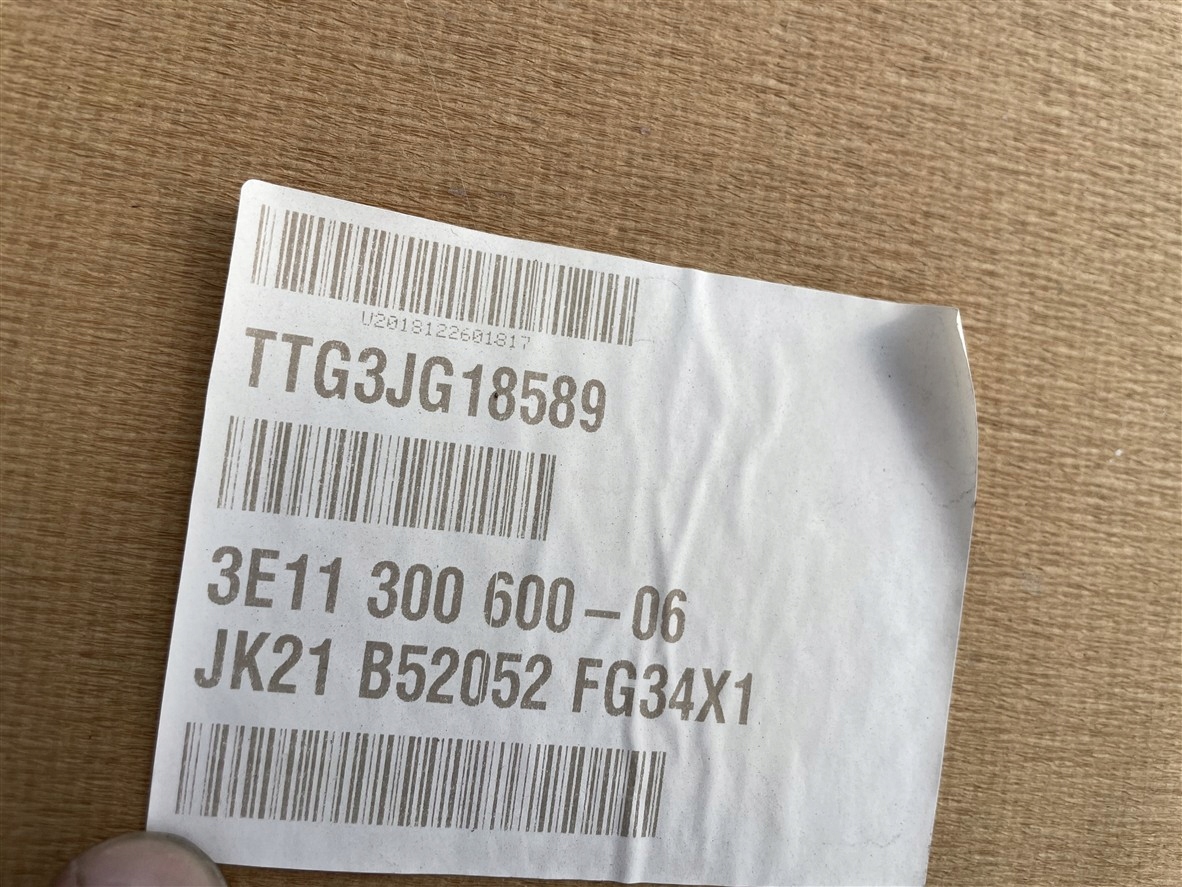 U2018122601817
TTG3JG18589
3E11 300 600 – 06
JK21 B52052 FG34X1